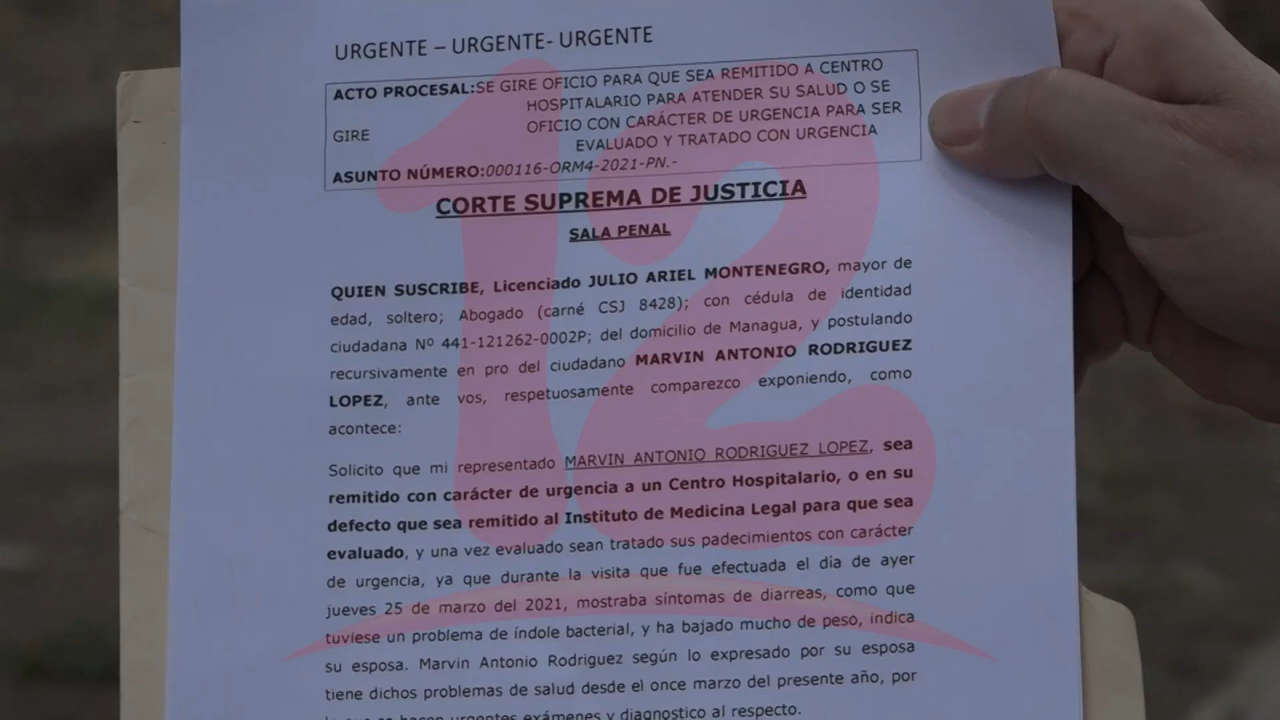 URGENTE – URGENTE- URGENTE
ACTO PROCESAL:SE GIRE OFICIO PARA QUE SEA REMITIDO A CENTRO
HOSPITALARIO PARA ATENDER SU SALUD O SE
GIRE OFICIO CON CARÁCTER DE URGENCIA PARA SER
EVALUADO Y TRATADO CON URGENCIA
ASUNTO NÚMERO:000116-ORM4-2021-PN.-
CORTE SUPREMA DE JUSTICIA
SALA PENAL
QUIEN SUSCRIBE, Licenciado JULIO ARIEL MONTENEGRO, mayor de
edad, soltero; Abogado (carné CSJ 8428); con cédula de identidad
ciudadana Nº 441-121262-0002P; del domicilio de Managua, y postulando
recursivamente en pro del ciudadano MARVIN ANTONIO RODRIGUEZ
LOPEZ, ante vos, respetuosamente comparezco exponiendo, como
acontece:
Solicito que mi representado MARVIN ANTONIO RODRIGUEZ LOPEZ, sea
remitido con carácter de urgencia a un Centro Hospitalario, o en su
defecto que sea remitido al Instituto de Medicina Legal para que sea
evaluado, y una vez evaluado sean tratado sus padecimientos con carácter
de urgencia, ya que durante la visita que fue efectuada el día de ayer
jueves 25 de marzo del 2021, mostraba síntomas de diarreas, como que
tuviese un problema de índole bacterial, y ha bajado mucho de peso, indica
su esposa. Marvin Antonio Rodriguez según lo expresado por su esposa
tiene dichos problemas de salud desde el once marzo del presente año, por
urgentes exámenes y diagnostico al respecto.
12